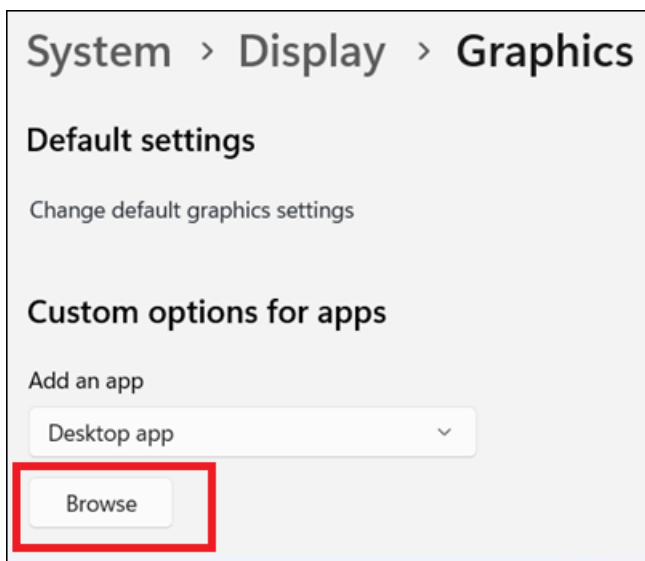 System > Display > Graphics
Default settings
Change default graphics settings
Custom options for apps
Add an app
Desktop app
Browse